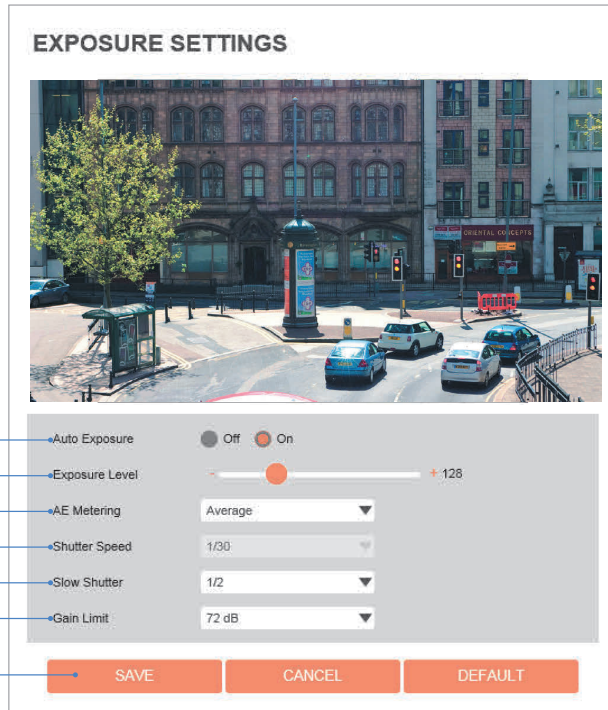 EXPOSURE SETTINGS
ORIENTAL CONCEPTS
Auto Exposure Off On
Exposure Level - + 128
AE Metering Average
Shutter Speed 1/30
Slow Shutter 1/2
Gain Limit 72 dB
SAVE CANCEL DEFAULT